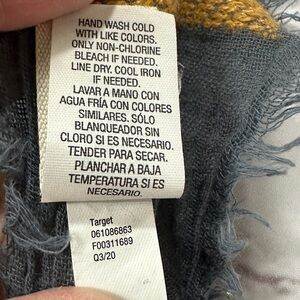 HAND WASH COLD
WITH LIKE COLORS.
ONLY NON-CHLORINE
BLEACH IF NEEDED.
LINE DRY. COOL IRON
IF NEEDED.
LAVAR A MANO CON
AGUA FRÍA CON COLORES
SIMILARES. SÓLO
BLANQUEADOR SIN
CLORO SI ES NECESARIO.
TENDER PARA SECAR.
PLANCHAR A BAJA
TEMPERATURA SI ES
NECESARIO.
Target
061086863
F00311689
Q3/20